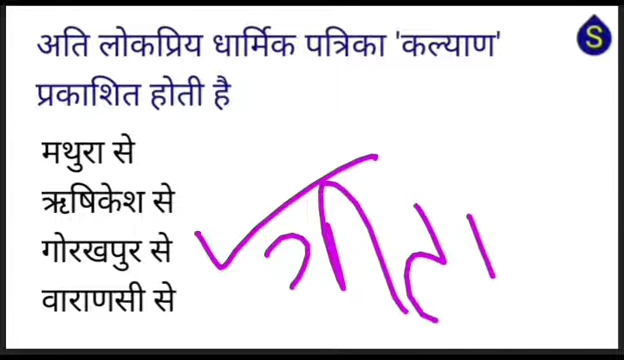 अति लोकप्रिय धार्मिक पत्रिका 'कल्याण'
प्रकाशित होती है
S
मथुरा से
ऋषिकेश से
गोरखपुर से
वाराणसी से
गीता